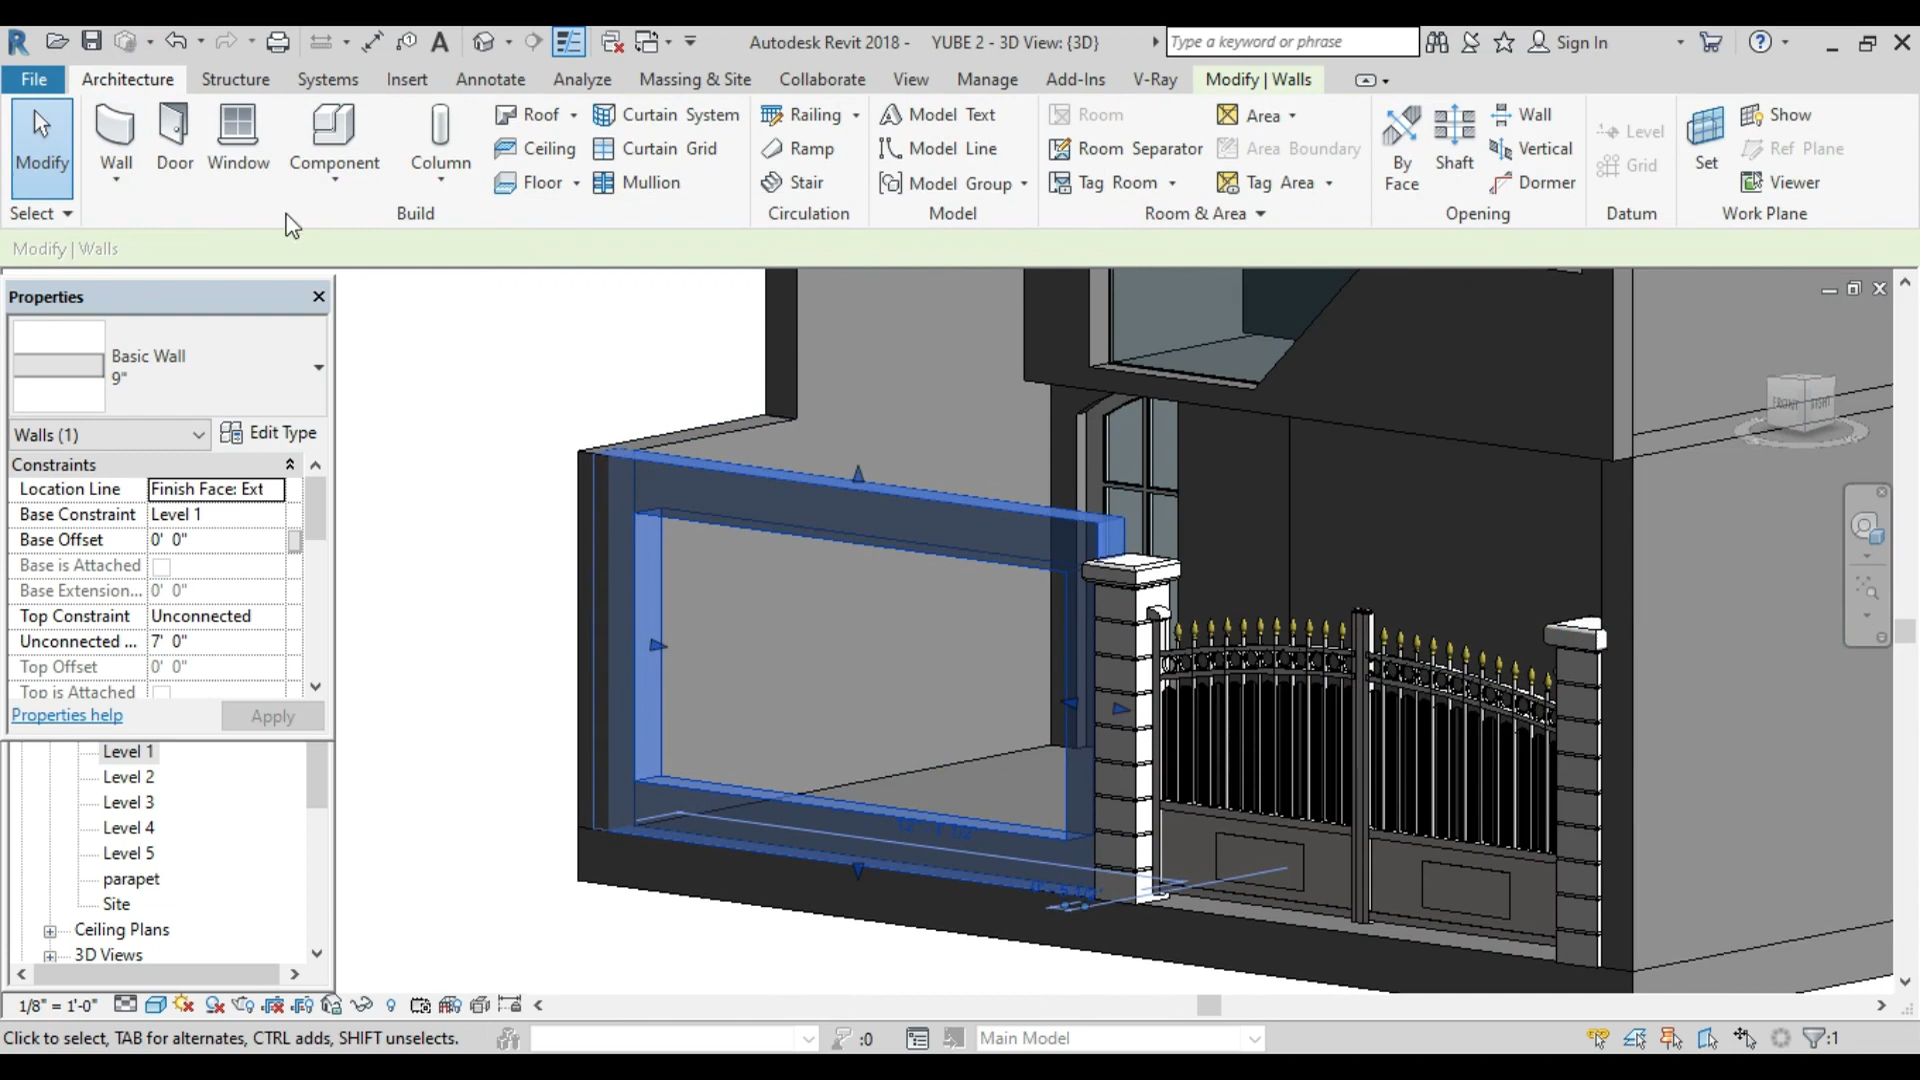 Autodesk Revit 2018 -    YUBE 2 - 3D View: {3D}
Type a keyword or phrase
Sign In
File Architecture Structure Systems Insert Annotate Analyze Massing & Site Collaborate View Manage Add-Ins V-Ray Modify | Walls
Modify
Wall
Door
Window
Component
Column
Roof
Ceiling
Floor
Curtain System
Curtain Grid
Mullion
Railing
Ramp
Stair
Model Text
Model Line
Model Group
Room
Room Separator
Tag Room
Area
Area Boundary
Tag Area
By
Face
Shaft
Wall
Vertical
Dormer
Level
Grid
Set
Show
Ref Plane
Viewer
Select
Build
Circulation
Model
Room & Area
Opening
Datum
Work Plane
Modify | Walls
Properties
Basic Wall
9"
Walls (1)
Edit Type
Constraints
Location Line Finish Face: Ext
Base Constraint Level 1
Base Offset 0' 0"
Base is Attached
Base Extension... 0' 0"
Top Constraint Unconnected
Unconnected ... 7' 0"
Top Offset 0' 0"
Top is Attached
Properties help
Apply
Level 1
Level 2
Level 3
Level 4
Level 5
parapet
Site
Ceiling Plans
3D Views
FRONT
RIGHT
1/8" = 1'-0"
Click to select, TAB for alternates, CTRL adds, SHIFT unselects.
:0
Main Model
:1